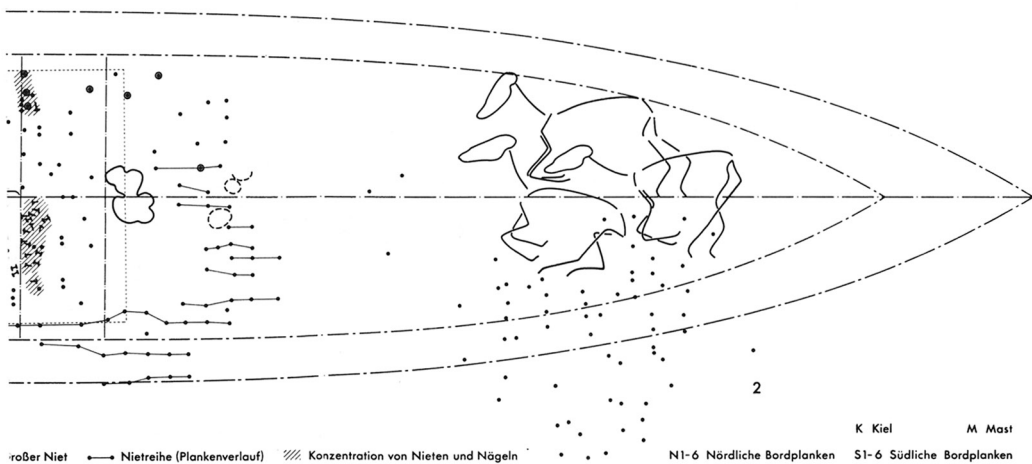 2
K Kiel M Mast
roßer Niet Nietreihe (Plankenverlauf) Konzentration von Nieten und Nägeln N1-6 Nördliche Bordplanken S1-6 Südliche Bordplanken